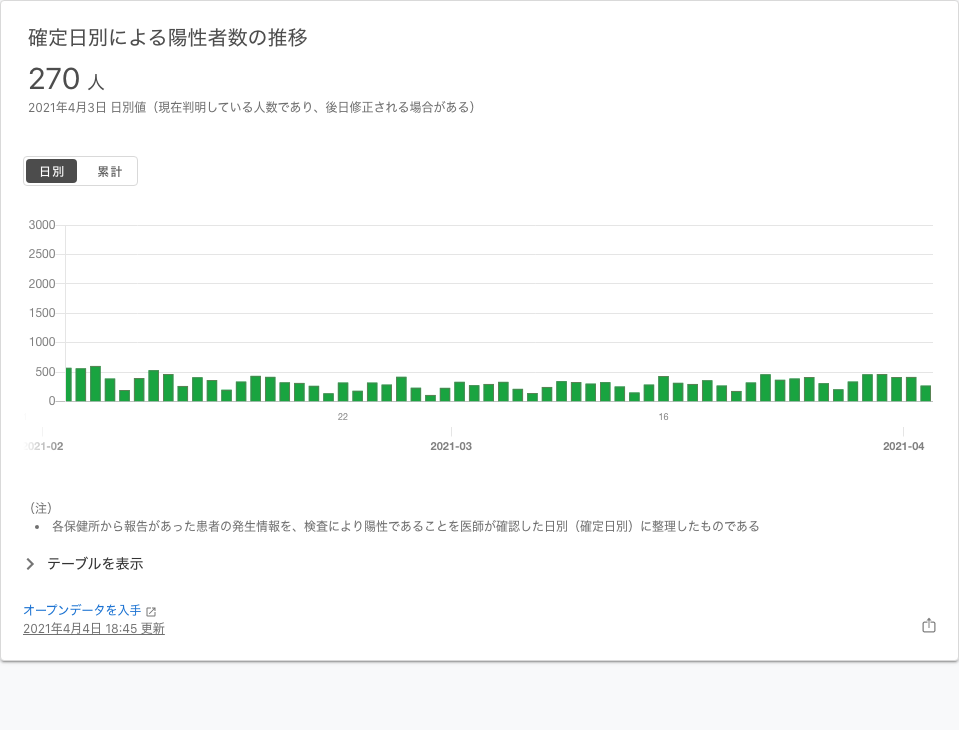 確定日別による陽性者数の推移
270 人
2021年4月3日 日別値（現在判明している人数であり、後日修正される場合がある）
日別 累計
3000
2500
2000
1500
1000
500
0
22 16
2021-02 2021-03 2021-04
（注）
• 各保健所から報告があった患者の発生情報を、検査により陽性であることを医師が確認した日別（確定日別）に整理したものである
テーブルを表示
オープンデータを入手
2021年4月4日 18:45 更新